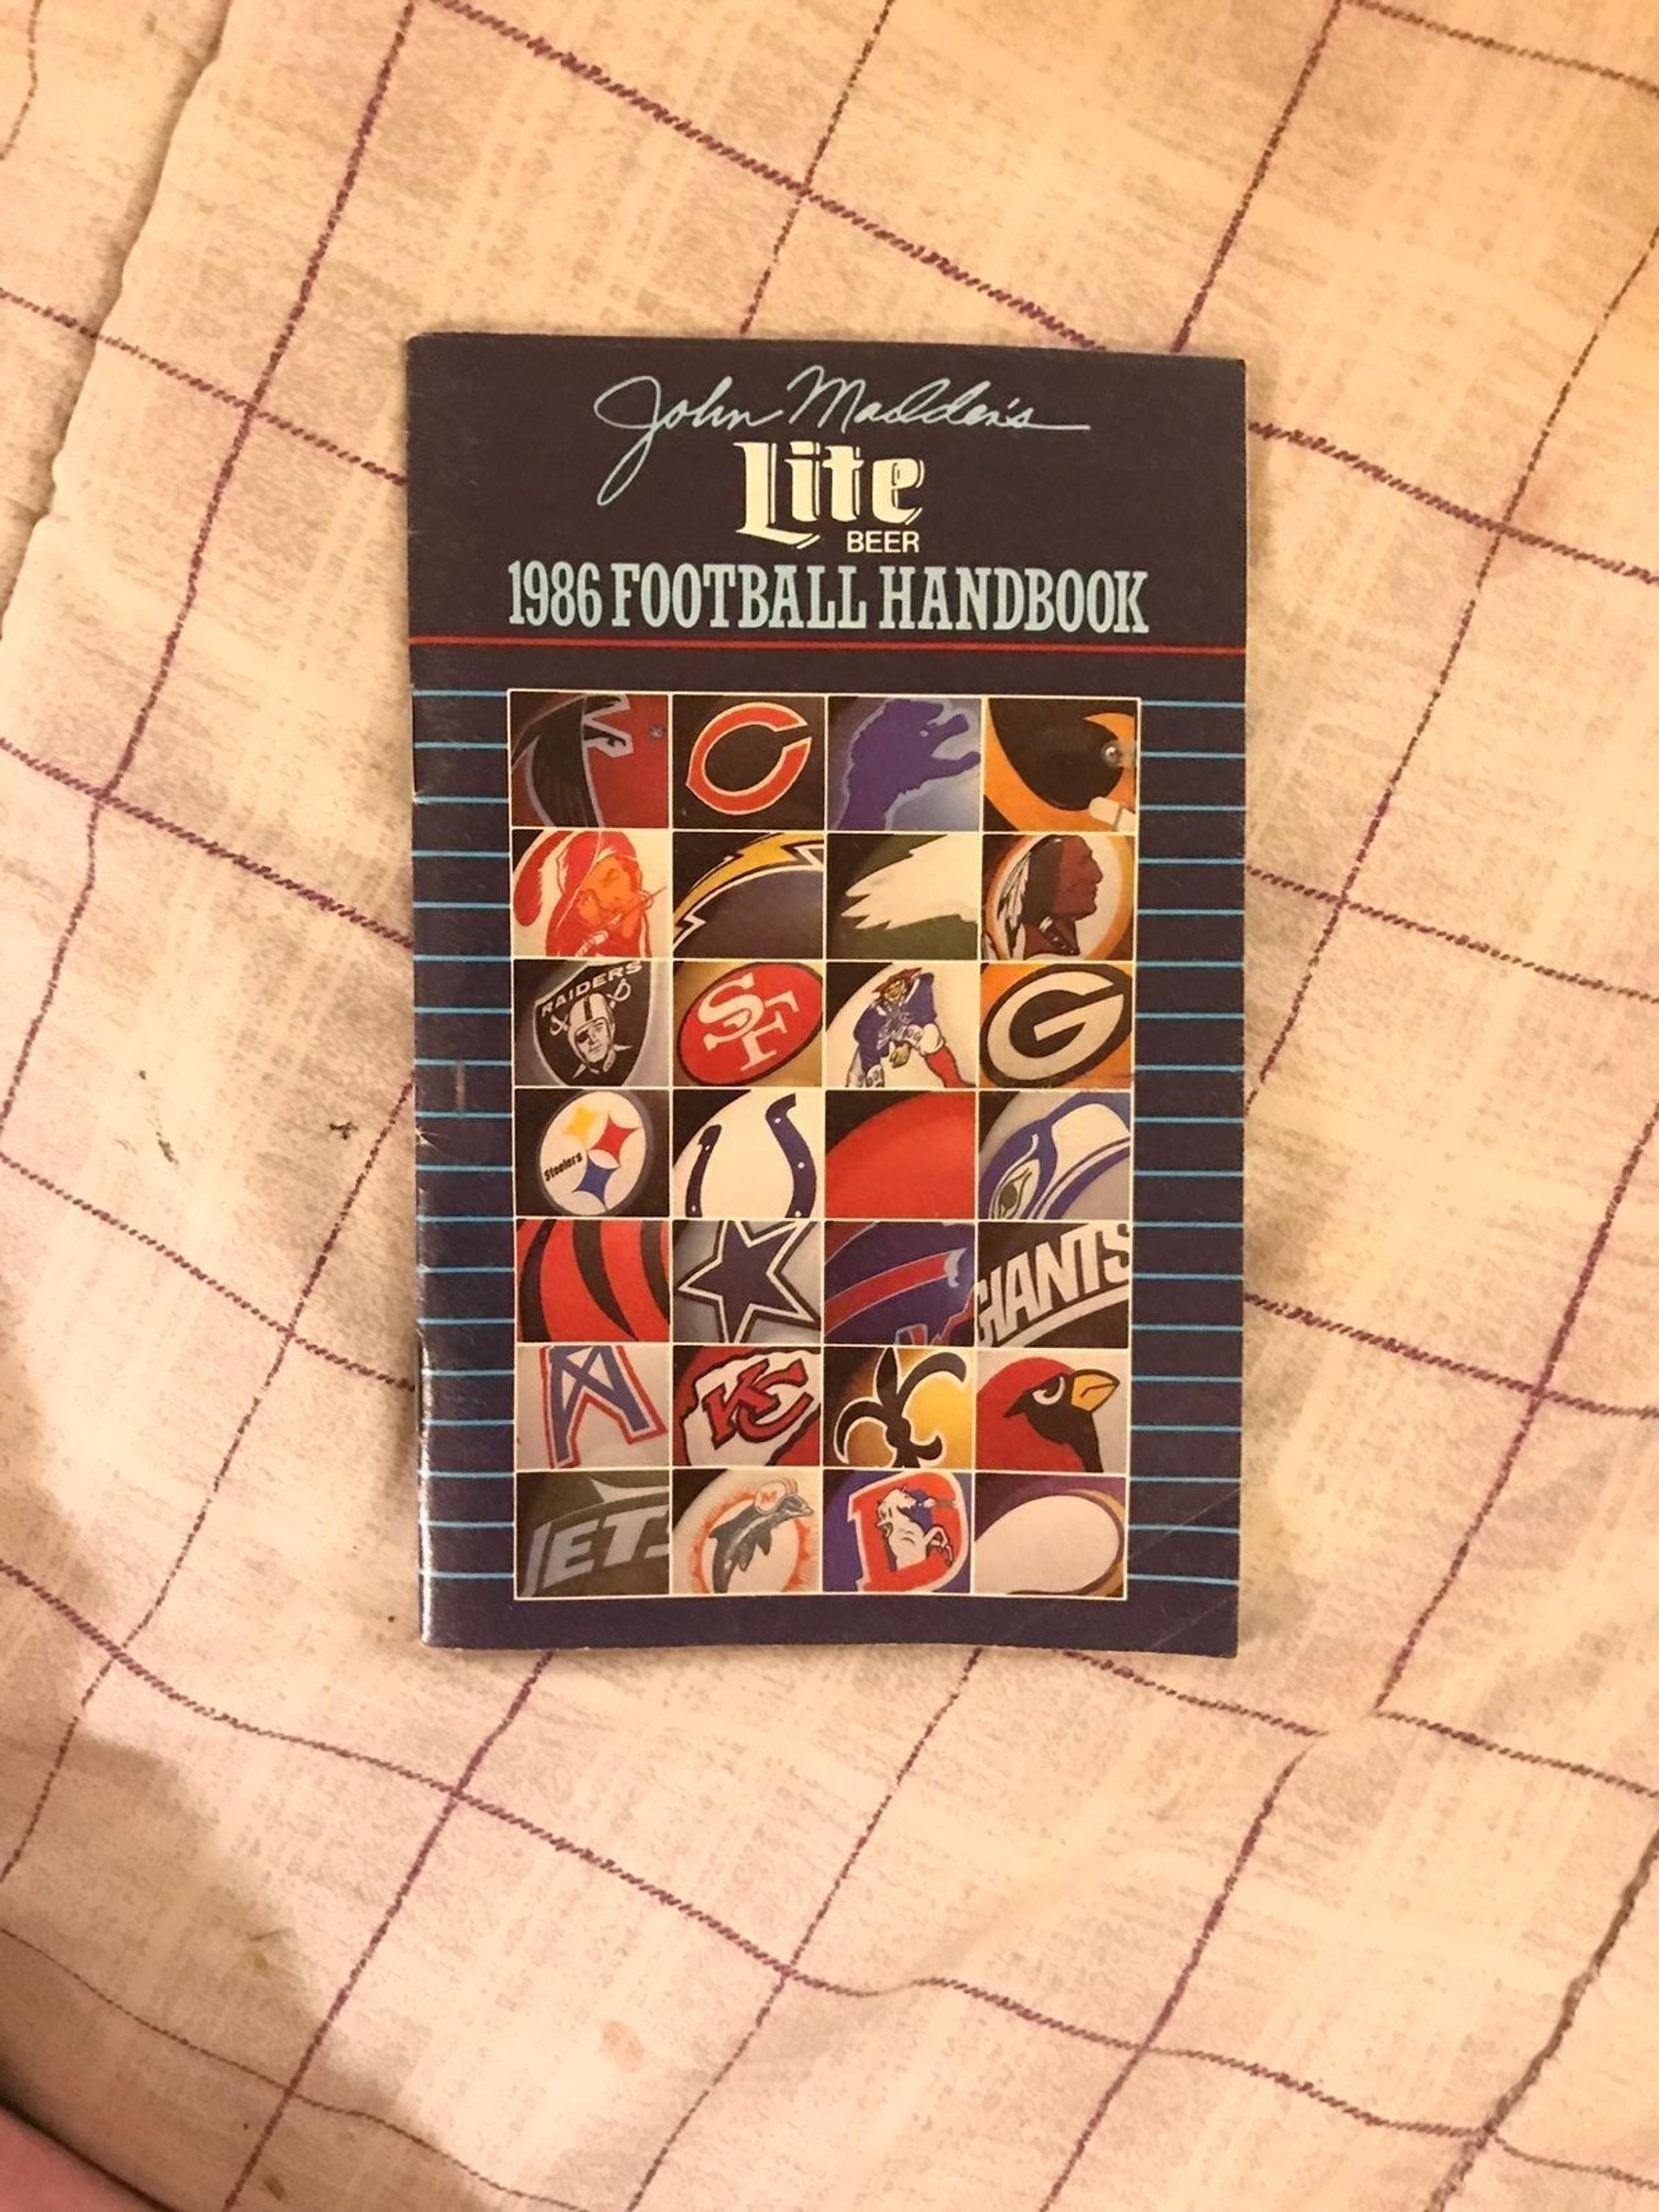 John Madden's
Lite
BEER
1986 FOOTBALL HANDBOOK
RAIDERS
SF
G
Steelers
GIANTS
KC
JETS
M
D